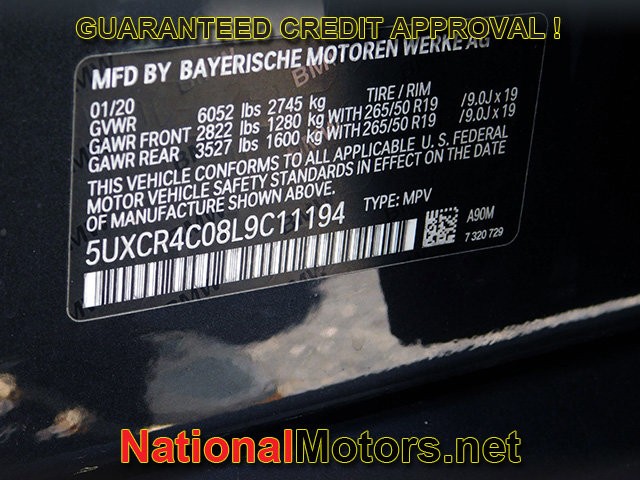 GUARANTEED CREDIT APPROVAL !
MFD BY BAYERISCHE MOTOREN WERKE AG
01/20 TIRE / RIM
GVWR 6052 lbs 2745 kg
GAWR FRONT 2822 lbs 1280 kg WITH 265/50 R19 / 9.0J x 19
GAWR REAR 3527 lbs 1600 kg WITH 265/50 R19 / 9.0J x 19
THIS VEHICLE CONFORMS TO ALL APPLICABLE U. S. FEDERAL
MOTOR VEHICLE SAFETY STANDARDS IN EFFECT ON THE DATE
OF MANUFACTURE SHOWN ABOVE.
5UXCR4C08L9C11194 TYPE: MPV
A90M
7 320 729
NationalMotors.net